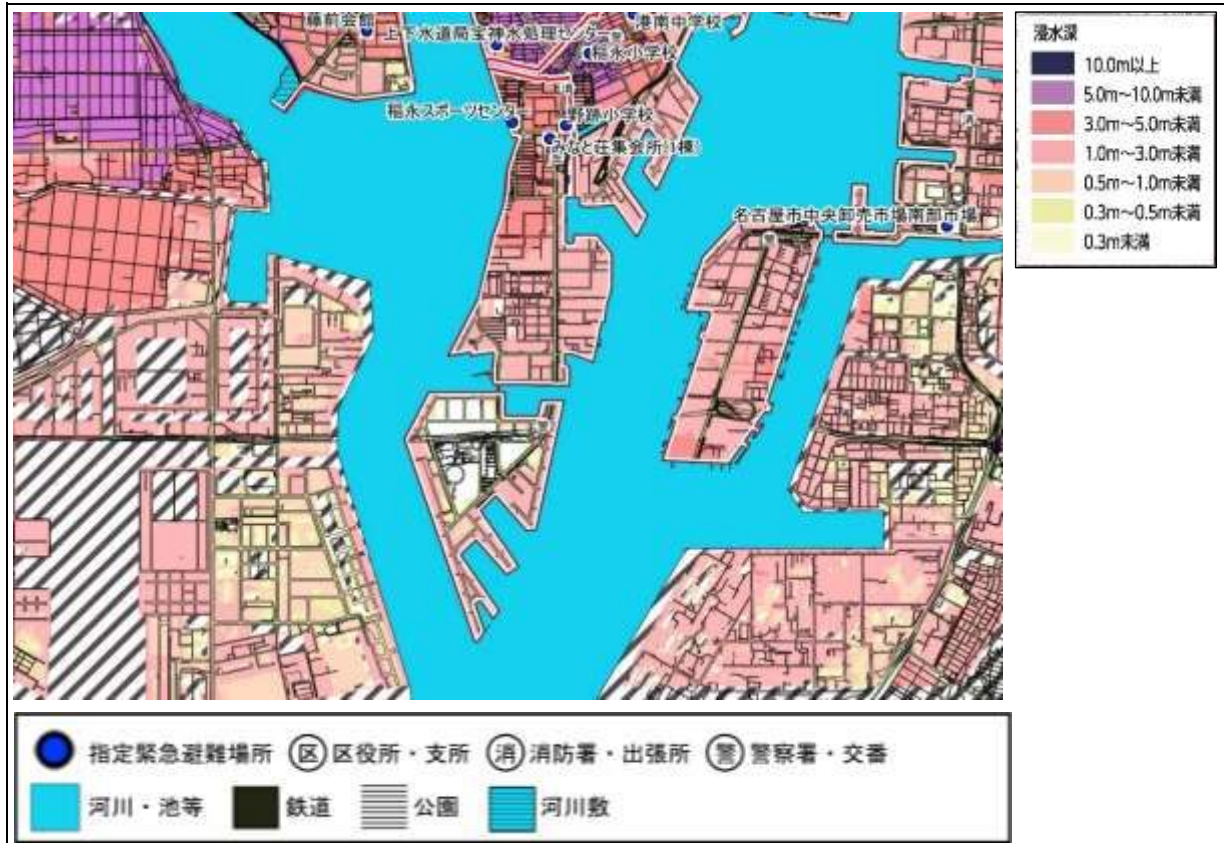 藤前会館
港南中学校
上下水道局宝神水処理センター
稲永小学校
稲永スポーツセンター
野跡小学校
みなと荘集会所(1棟)
名古屋市中央卸売市場南部市場
浸水深
10.0m以上
5.0m～10.0m未満
3.0m～5.0m未満
1.0m～3.0m未満
0.5m～1.0m未満
0.3m～0.5m未満
0.3m未満
指定緊急避難場所 区 区役所・支所 消 消防署・出張所 警 警察署・交番
河川・池等 鉄道 公園 河川敷